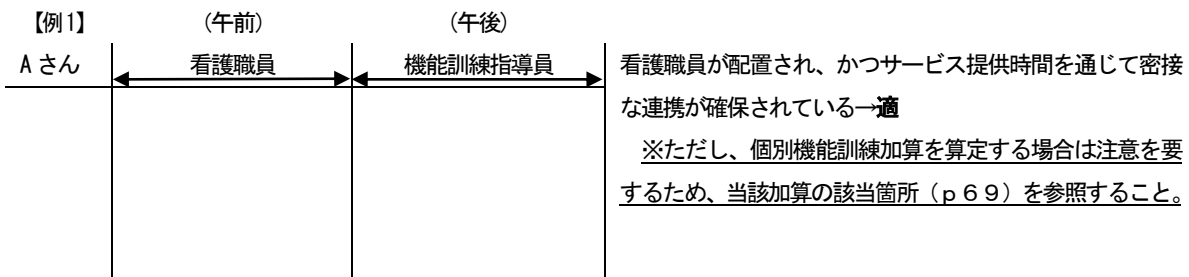 【例1】 （午前） （午後）
Aさん 看護職員 機能訓練指導員
看護職員が配置され、かつサービス提供時間を通じて密接
な連携が確保されている→適
※ただし、個別機能訓練加算を算定する場合は注意を要
するため、当該加算の該当箇所（ｐ６９）を参照すること。